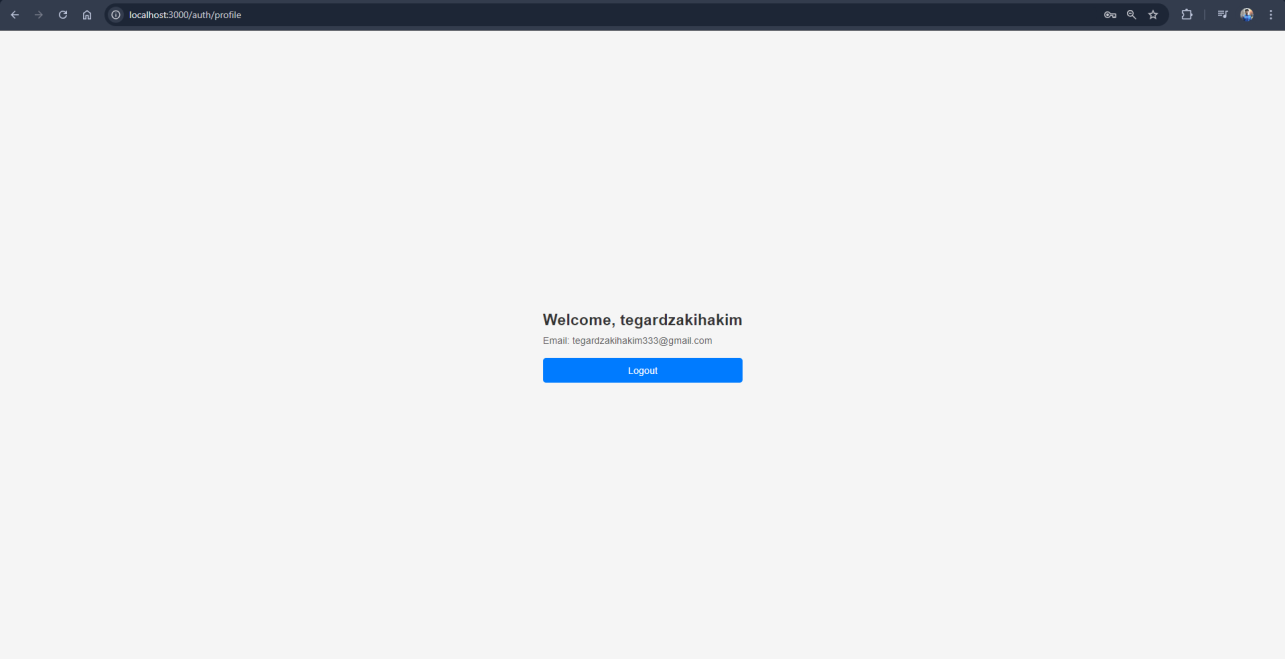 localhost:3000/auth/profile
Welcome, tegardzakihakim
Email: tegardzakihakim333@gmail.com
Logout